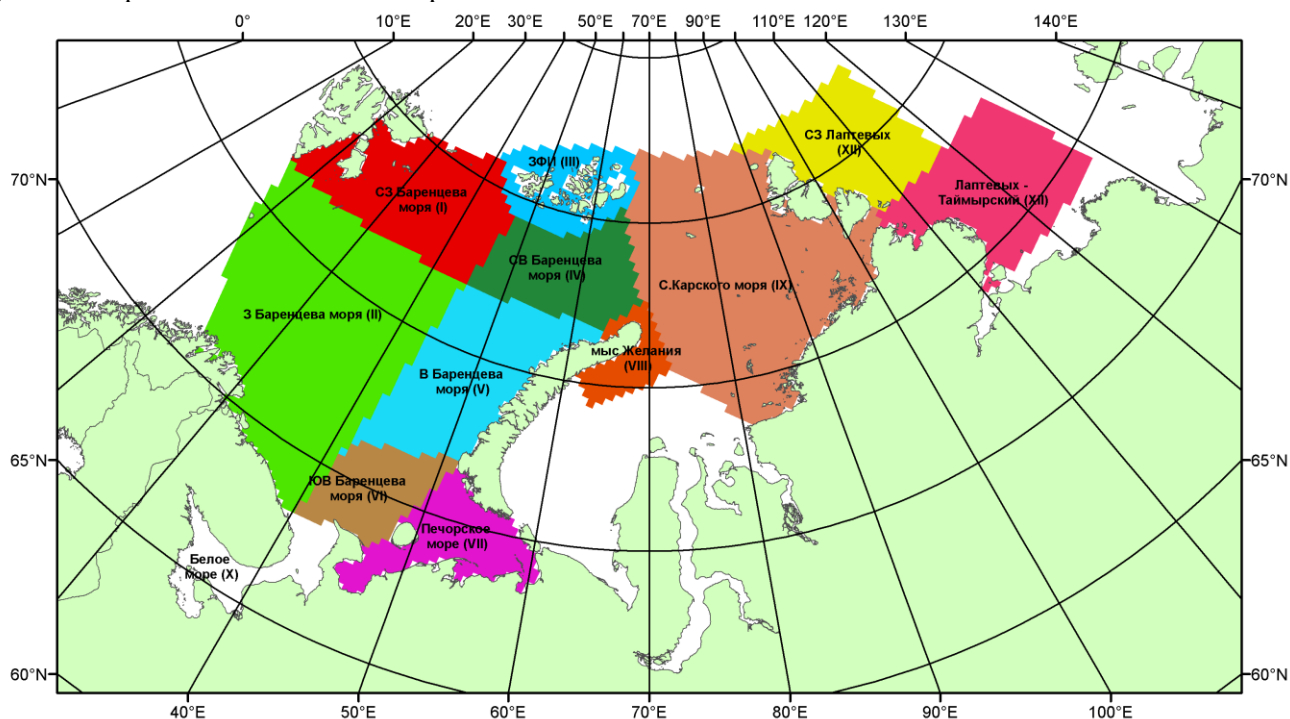 0° 10°E 20°E 30°E 50°E 70°E 90°E 110°E 120°E 130°E 140°E
70°N
70°N
65°N
65°N
60°N
60°N
СЗ Лаптевых
(XII)
ЗФИ (III)
Лаптевых -
Таймырский (XII)
СЗ Баренцева
моря (I)
СВ Баренцева
моря (IV)
С.Карского моря (IX)
З Баренцева моря (II)
мыс Желания
(VIII)
В Баренцева
моря (V)
ЮВ Баренцева
моря (VI)
Печорское
море (VII)
Белое
море (X)
40°E 50°E 60°E 70°E 80°E 90°E 100°E